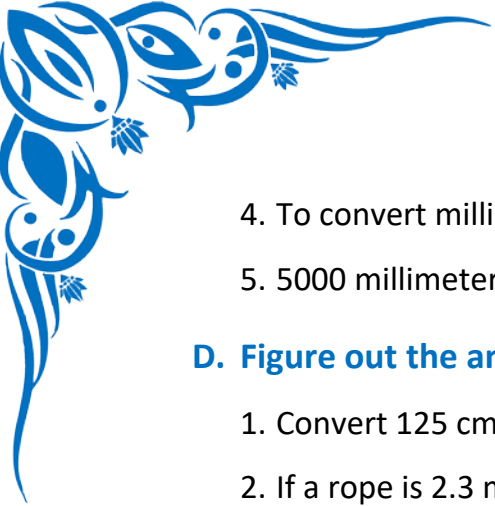 4. To convert milli
5. 5000 millimeter
D. Figure out the a
1. Convert 125 cm
2. If a rope is 2.3